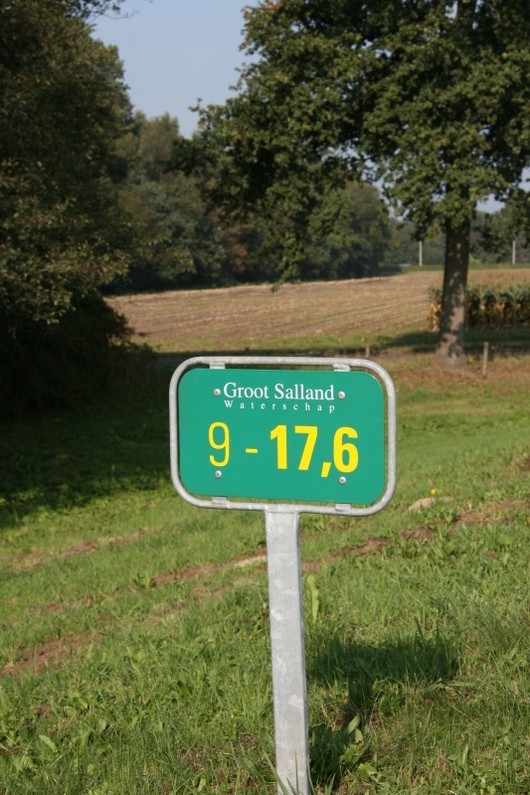 Groot Salland
Waterschap
9 - 17,6